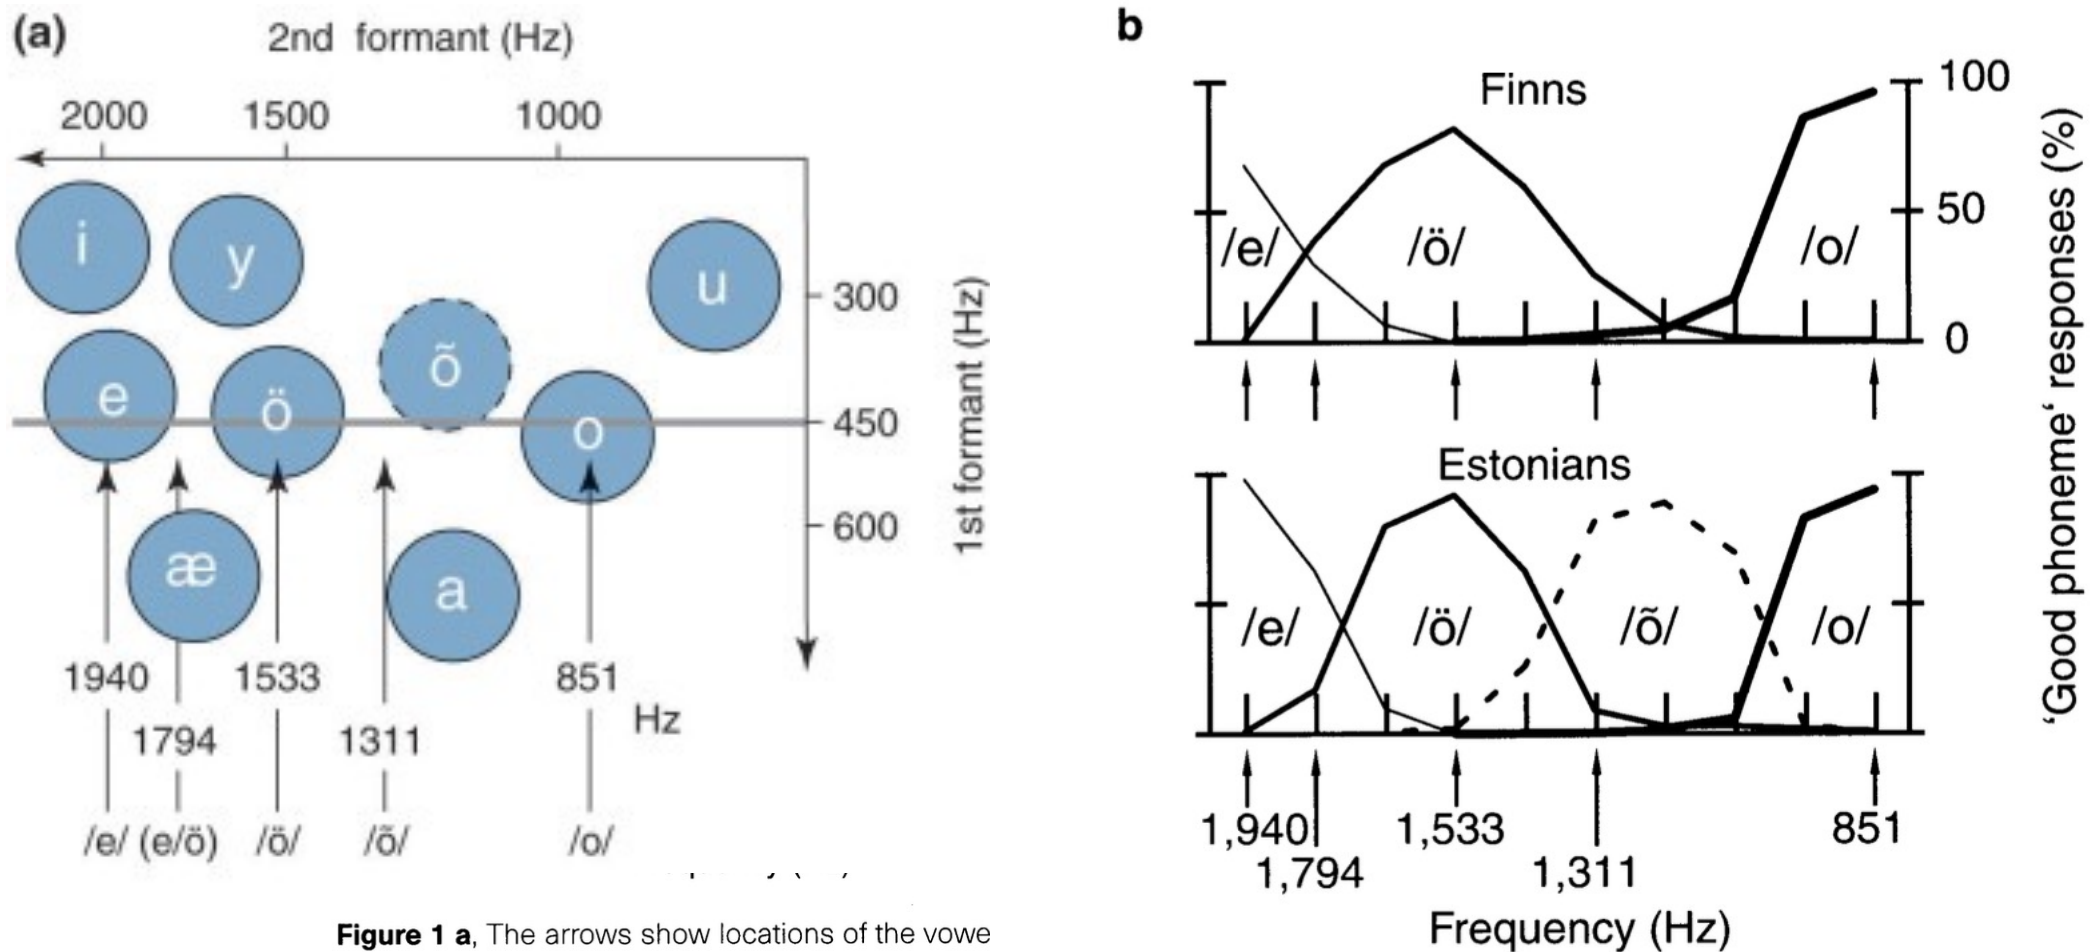 (a)
2nd formant (Hz)
2000 1500 1000
i
y
u
300
e
ö
õ
o
450
600
æ
a
1st formant (Hz)
1940 1533 851
Hz
1794 1311
/e/ (e/ö) /ö/ /õ/ /o/
Figure 1 a, The arrows show locations of the vowe
b
Finns
100
50
0
/e/ /ö/ /o/
Estonians
/e/ /ö/ /õ/ /o/
1,940 1,533 851
1,794 1,311
Frequency (Hz)
'Good phoneme' responses (%)